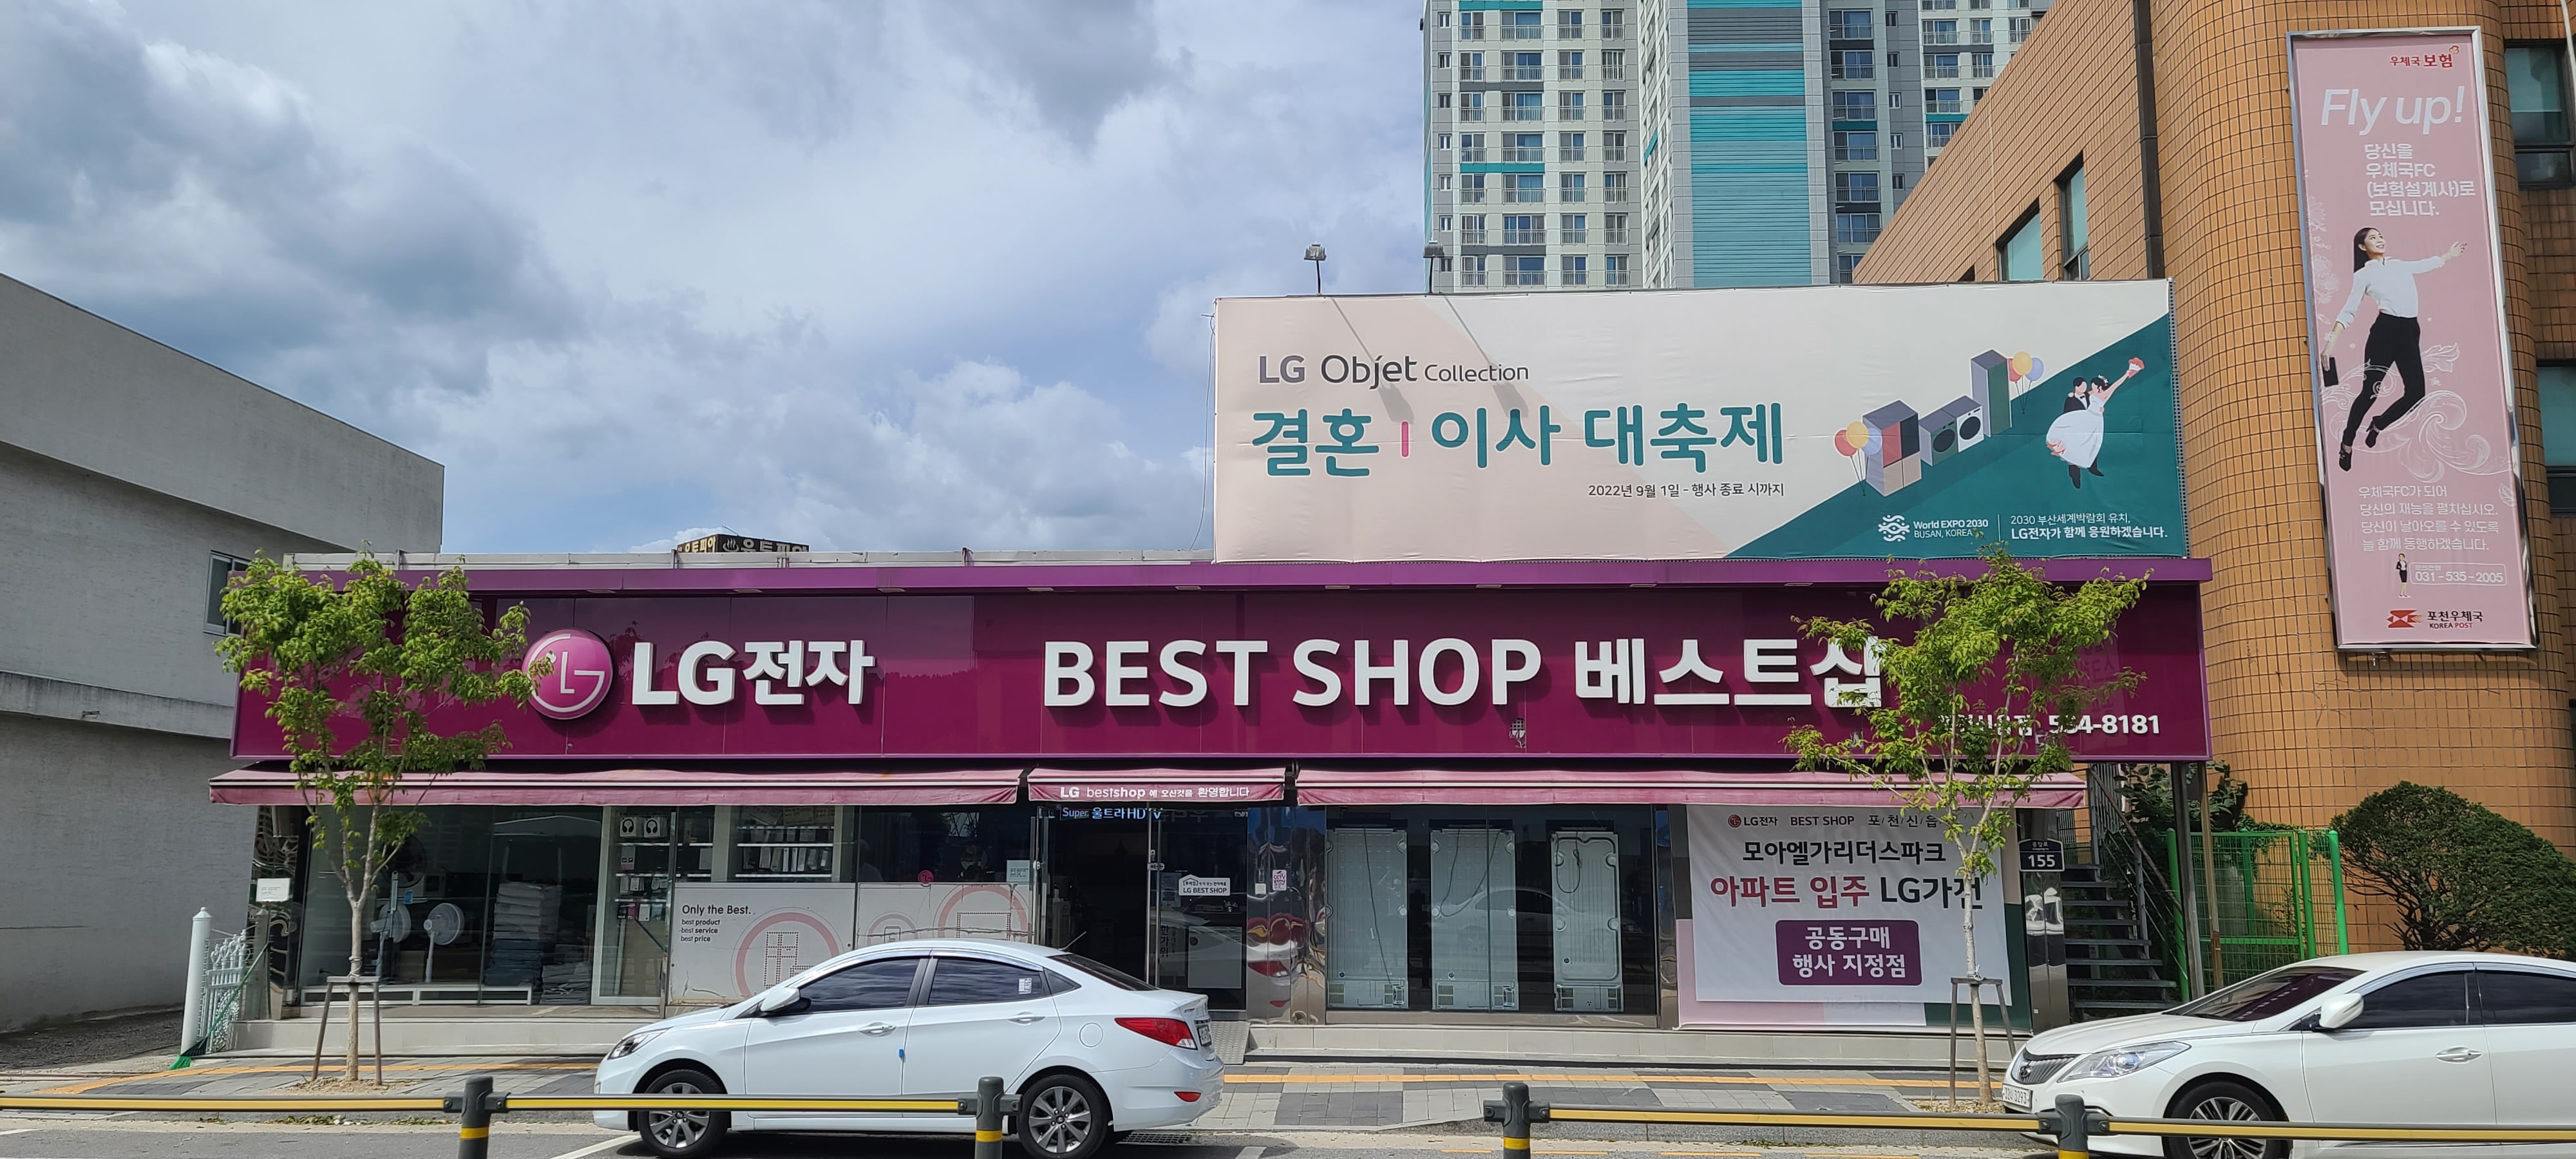 우체국 보험
Fly up!
당신을
우체국FC
(보험설계사)로
모십니다.
우체국FC가 되어
당신의 재능을 펼치십시오.
당신이 날아오를 수 있도록
늘 함께 동행하겠습니다.
031-535-2005
포천우체국
KOREA POST
LG Objet Collection
결혼 | 이사 대축제
2022년 9월 1일 - 행사 종료 시까지
World EXPO 2030
BUSAN, KOREA
2030 부산세계박람회 유치,
LG전자가 함께 응원하겠습니다.
LG전자 BEST SHOP 베스트샵
8181
LG bestshop 에 오신것을 환영합니다
Super 울트라HD TV
LG BEST SHOP
Only the Best.
best product
best service
best price
LG전자 BEST SHOP 포/천/신/읍
모아엘가리더스파크
아파트 입주 LG가전
공동구매
행사 지정점
155